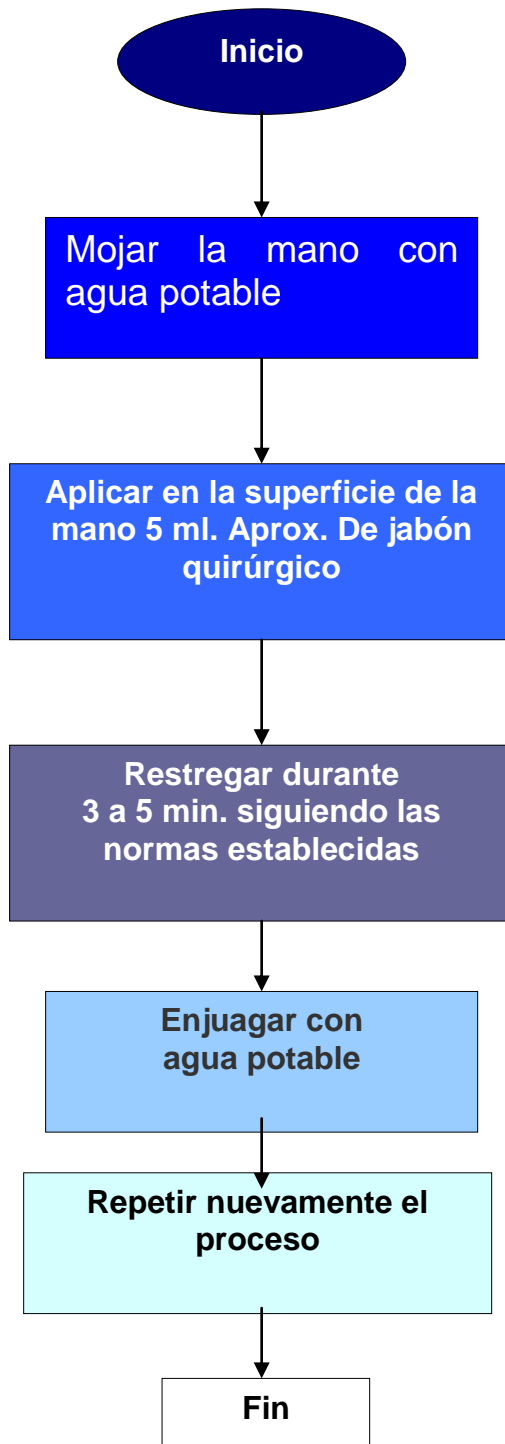 Inicio
Mojar la mano con
agua potable
Aplicar en la superficie de la
mano 5 ml. Aprox. De jabón
quirúrgico
Restregar durante
3 a 5 min. siguiendo las
normas establecidas
Enjuagar con
agua potable
Repetir nuevamente el
proceso
Fin